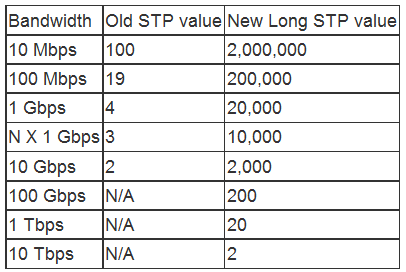 Bandwidth Old STP value New Long STP value
10 Mbps 100 2,000,000
100 Mbps 19 200,000
1 Gbps 4 20,000
N X 1 Gbps 3 10,000
10 Gbps 2 2,000
100 Gbps N/A 200
1 Tbps N/A 20
10 Tbps N/A 2